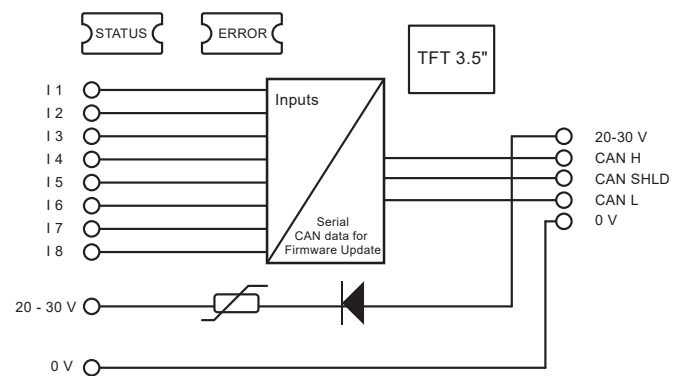 STATUS
ERROR
TFT 3.5"
Inputs
I 1
I 2
I 3
I 4
I 5
I 6
I 7
I 8
Serial
CAN data for
Firmware Update
20-30 V
CAN H
CAN SHLD
CAN L
0 V
20 - 30 V
0 V